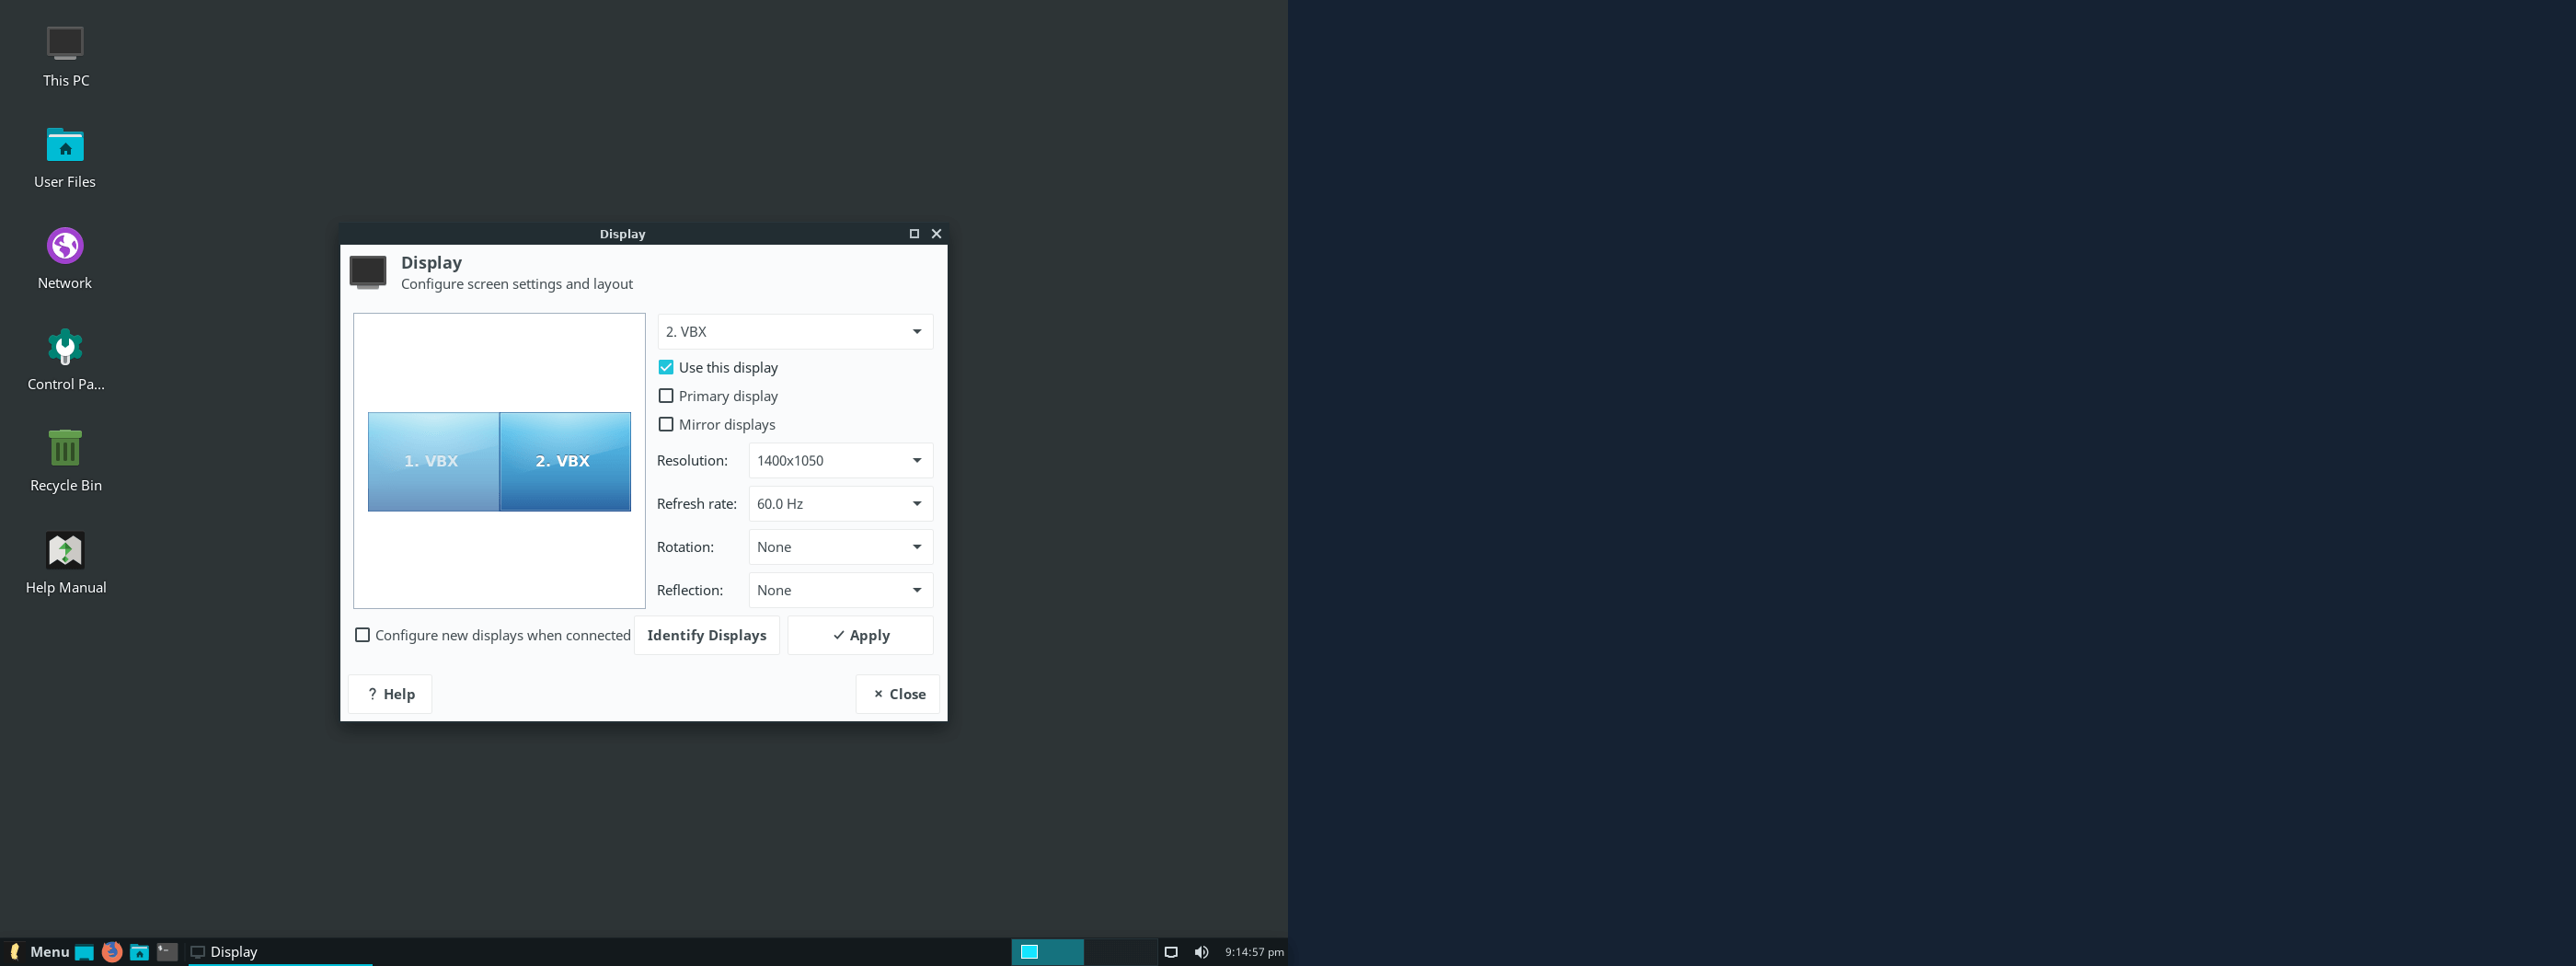 This PC
User Files
Network
Control Pa...
Recycle Bin
Help Manual
Display
Display
Configure screen settings and layout
1. VBX
2. VBX
2. VBX
Use this display
Primary display
Mirror displays
Resolution: 1400x1050
Refresh rate: 60.0 Hz
Rotation: None
Reflection: None
Configure new displays when connected
Identify Displays
Apply
? Help
Close
Menu
Display
9:14:57 pm